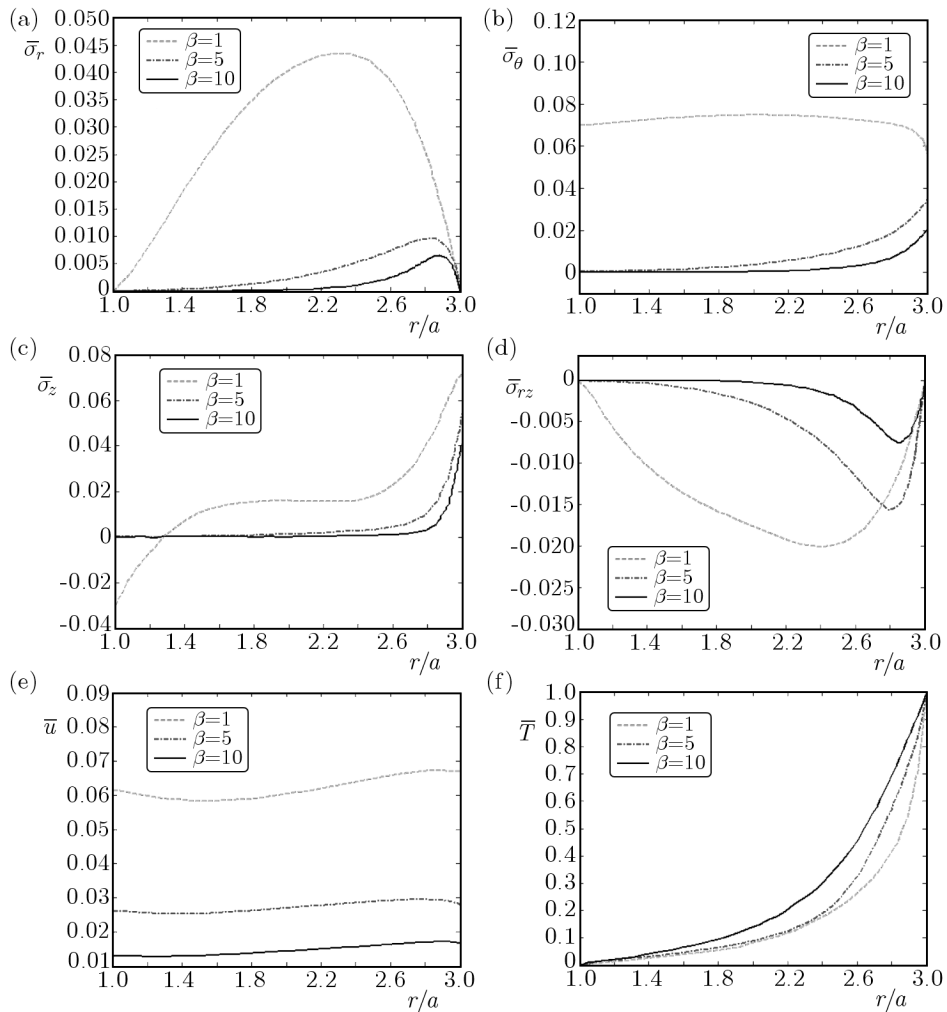 (a)
σ̅r
0.050
0.045
0.040
0.035
0.030
0.025
0.020
0.015
0.010
0.005
0
β=1
β=5
β=10
1.0 1.4 1.8 2.2 2.6 3.0
r/a
(b)
σ̅θ
0.12
0.10
0.08
0.06
0.04
0.02
0
β=1
β=5
β=10
1.0 1.4 1.8 2.2 2.6 3.0
r/a
(c)
σ̅z
0.08
0.06
0.04
0.02
0
-0.02
-0.04
β=1
β=5
β=10
1.0 1.4 1.8 2.2 2.6 3.0
r/a
(d)
σ̅rz
0
-0.005
-0.010
-0.015
-0.020
-0.025
-0.030
β=1
β=5
β=10
1.0 1.4 1.8 2.2 2.6 3.0
r/a
(e)
u̅
0.09
0.08
0.07
0.06
0.05
0.04
0.03
0.02
0.01
β=1
β=5
β=10
1.0 1.4 1.8 2.2 2.6 3.0
r/a
(f)
T̅
1.0
0.9
0.8
0.7
0.6
0.5
0.4
0.3
0.2
0.1
0
β=1
β=5
β=10
1.0 1.4 1.8 2.2 2.6 3.0
r/a